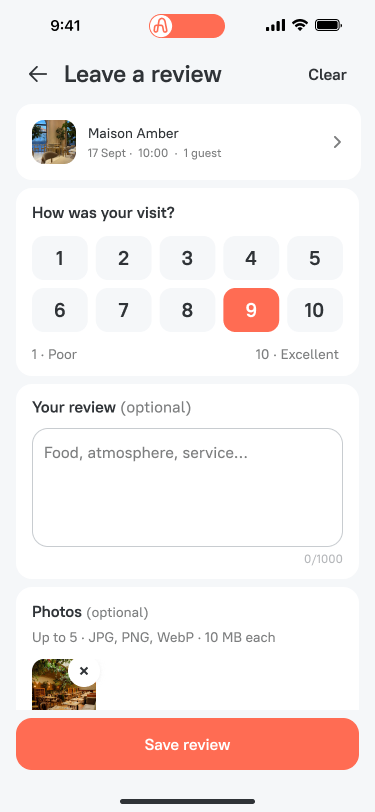 9:41
Leave a review
Clear
Maison Amber
17 Sept · 10:00 · 1 guest
How was your visit?
1 2 3 4 5
6 7 8 9 10
1 · Poor
10 · Excellent
Your review (optional)
Food, atmosphere, service...
0/1000
Photos (optional)
Up to 5 · JPG, PNG, WebP · 10 MB each
Save review